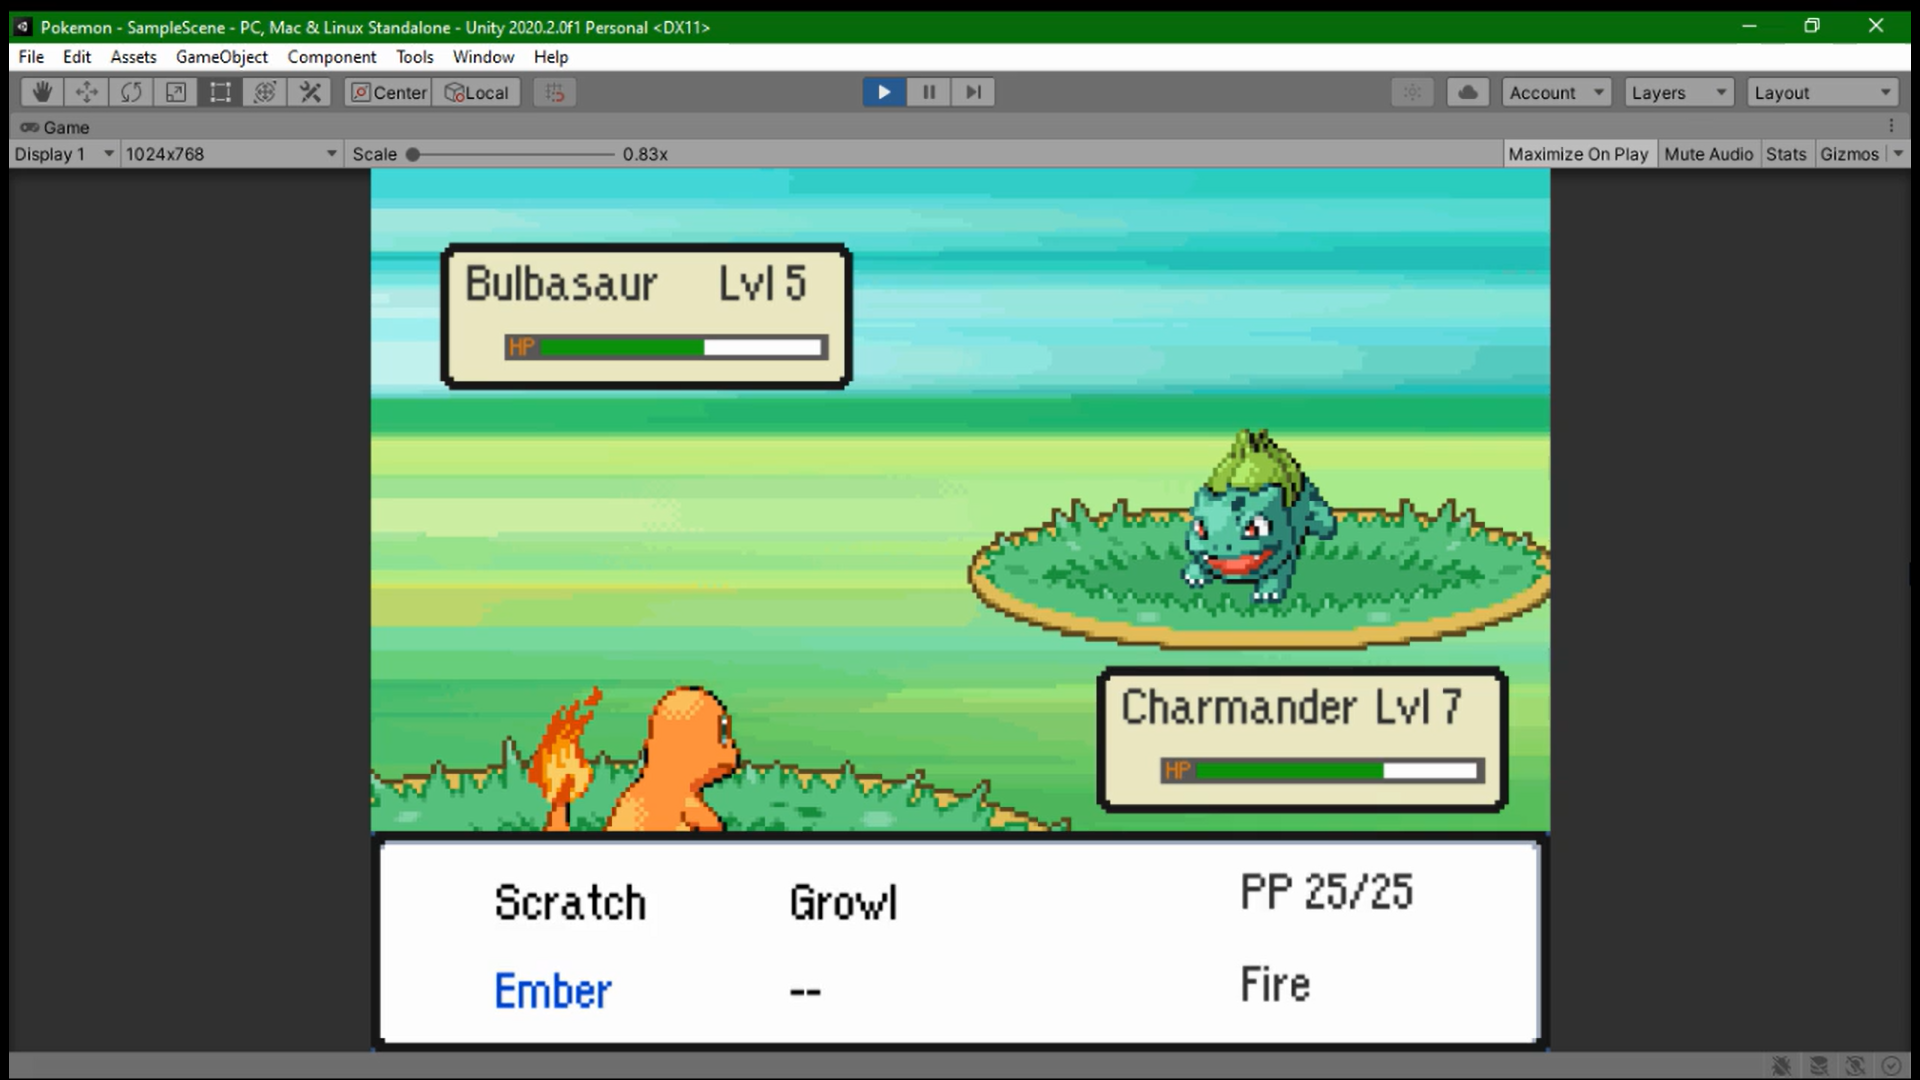 Pokemon - SampleScene - PC, Mac & Linux Standalone - Unity 2020.2.0f1 Personal <DX11>
File Edit Assets GameObject Component Tools Window Help
Center Local Account Layers Layout
Game
Display 1 1024x768 Scale 0.83x Maximize On Play Mute Audio Stats Gizmos
Bulbasaur Lvl 5
HP
Charmander Lvl 7
HP
Scratch Growl PP 25/25
Ember -- Fire